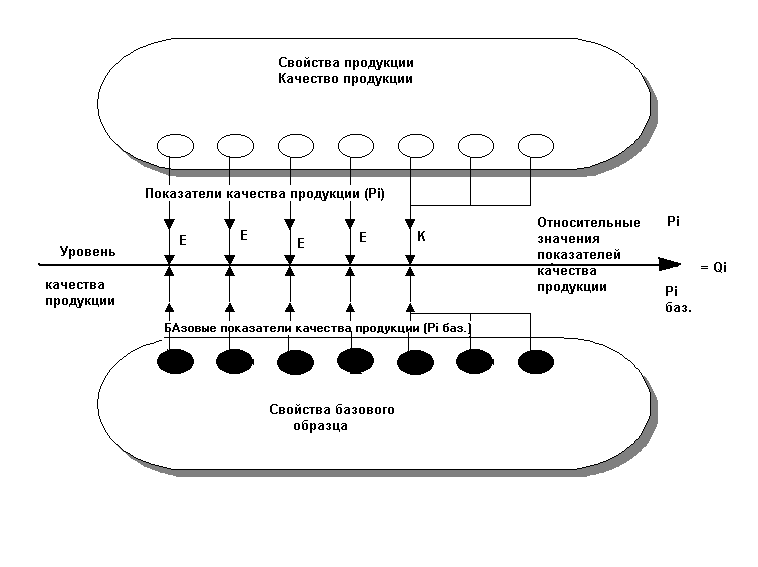 Свойства продукции
Качество продукции
Показатели качества продукции (Pi)
Е
Е
Е
Е
К
Относительные
значения
показателей
качества
продукции
Pi
= Qi
Pi
баз.
Уровень
качества
продукции
БАзовые показатели качества продукции (Pi баз.)
Свойства базового
образца